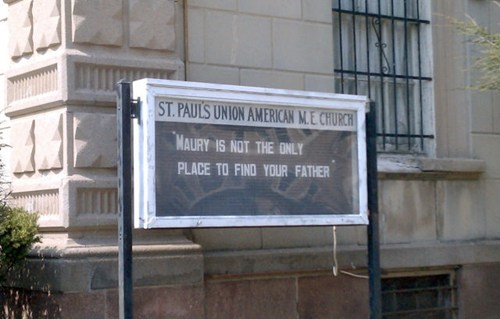 ST. PAUL'S UNION AMERICAN M.E. CHURCH
"MAURY IS NOT THE ONLY
PLACE TO FIND YOUR FATHER"